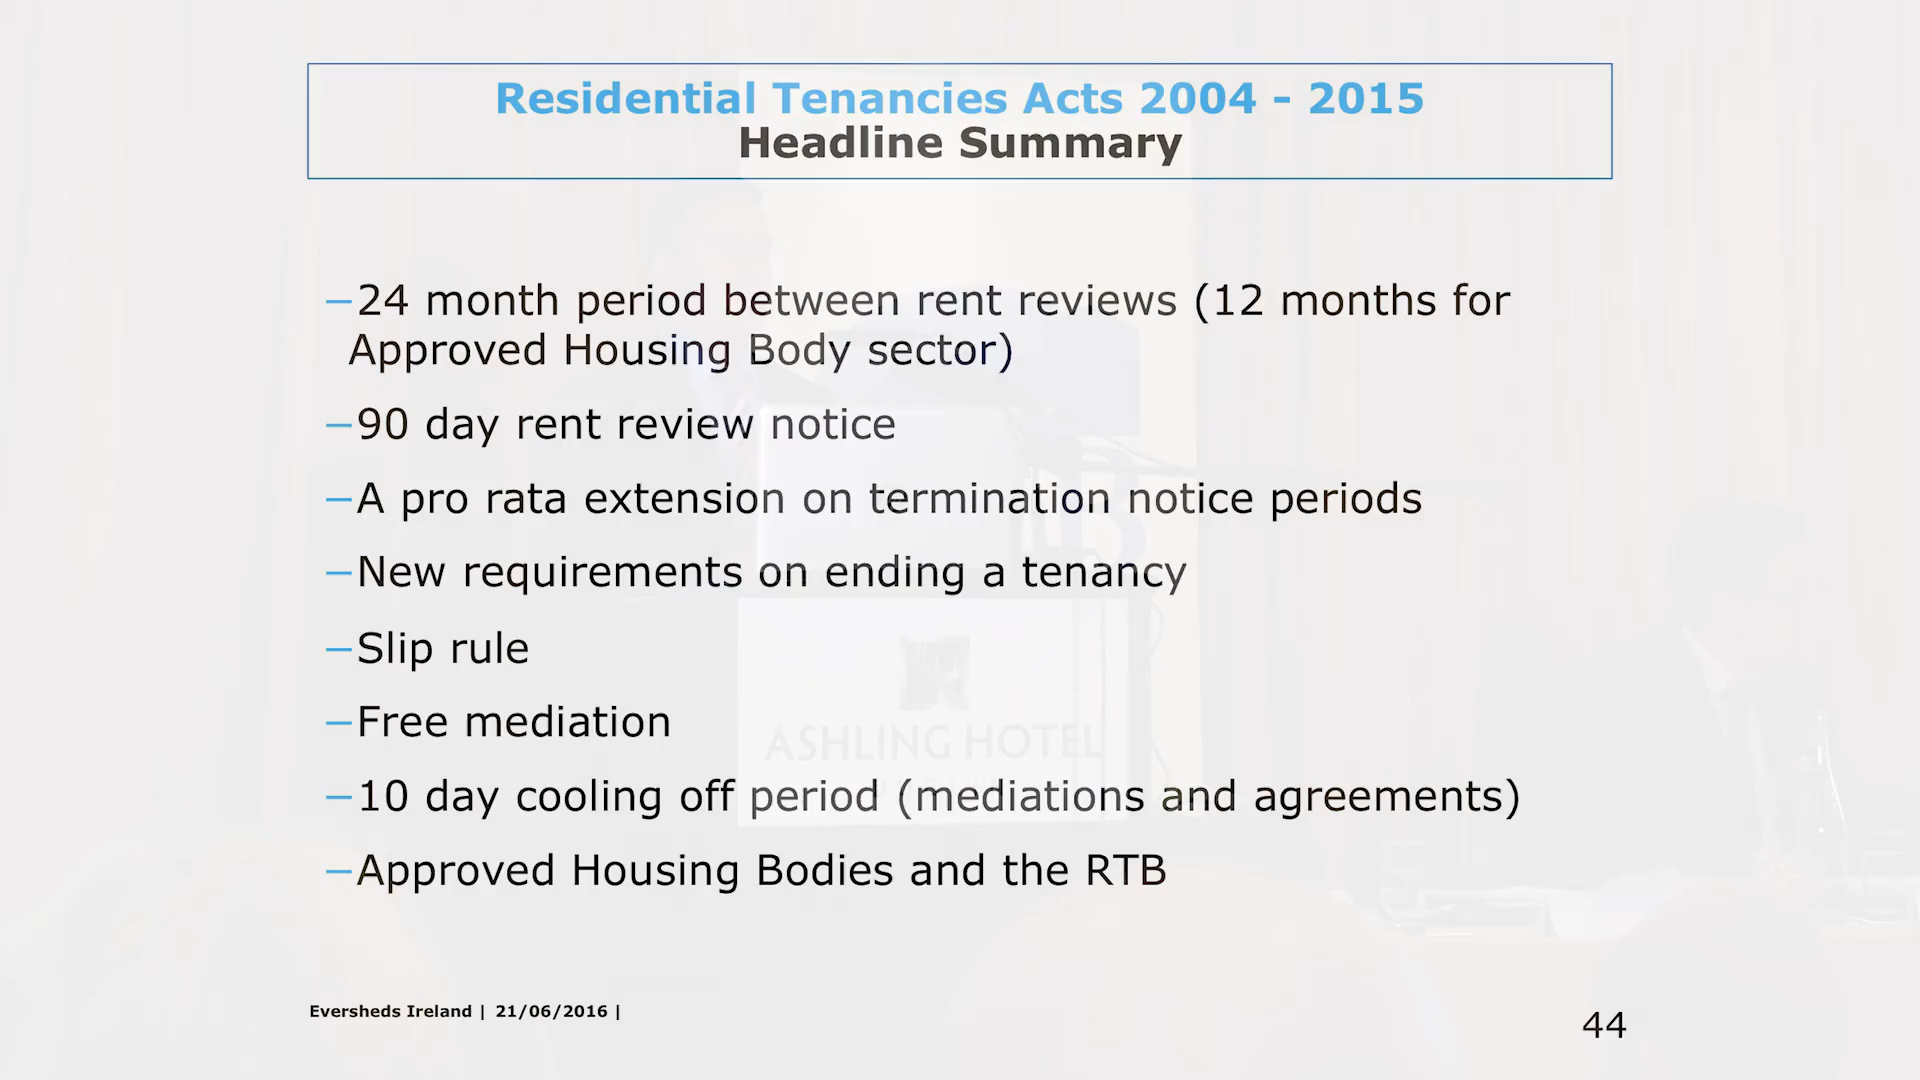 Residential Tenancies Acts 2004 - 2015
Headline Summary
–24 month period between rent reviews (12 months for
Approved Housing Body sector)
–90 day rent review notice
–A pro rata extension on termination notice periods
–New requirements on ending a tenancy
–Slip rule
–Free mediation
–10 day cooling off period (mediations and agreements)
–Approved Housing Bodies and the RTB
ASHLING HOTEL
Eversheds Ireland | 21/06/2016 |
44